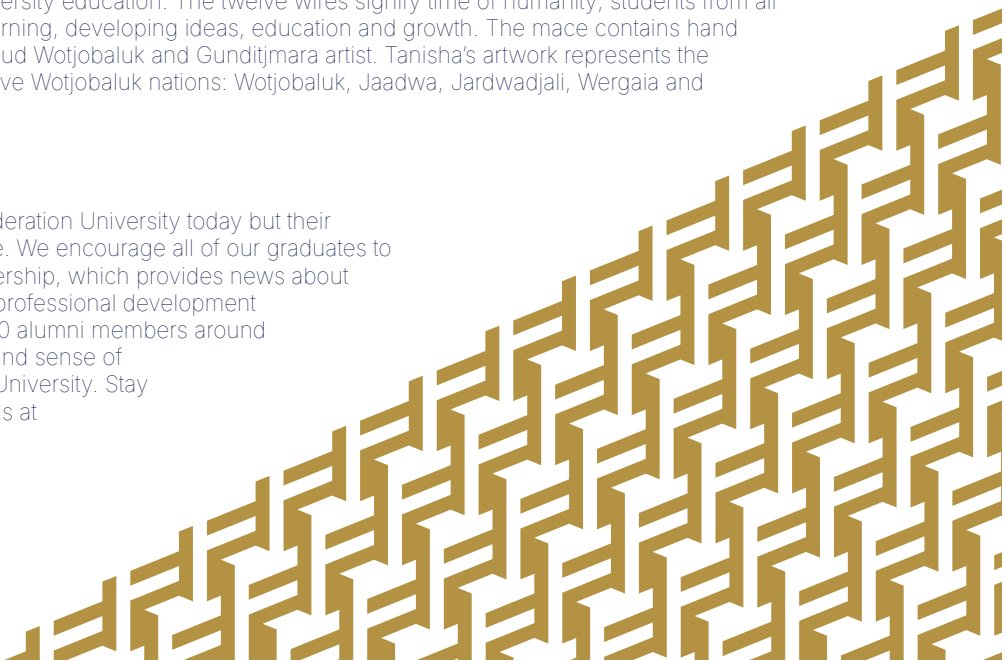 ersity education. The twelve wires signify time of humanity, students from all
rning, developing ideas, education and growth. The mace contains hand
ud Wotjobaluk and Gunditjmara artist. Tanisha’s artwork represents the
ve Wotjobaluk nations: Wotjobaluk, Jaadwa, Jardwadjali, Wergaia and
deration University today but their
e. We encourage all of our graduates to
ership, which provides news about
professional development
0 alumni members around
nd sense of
University. Stay
s at